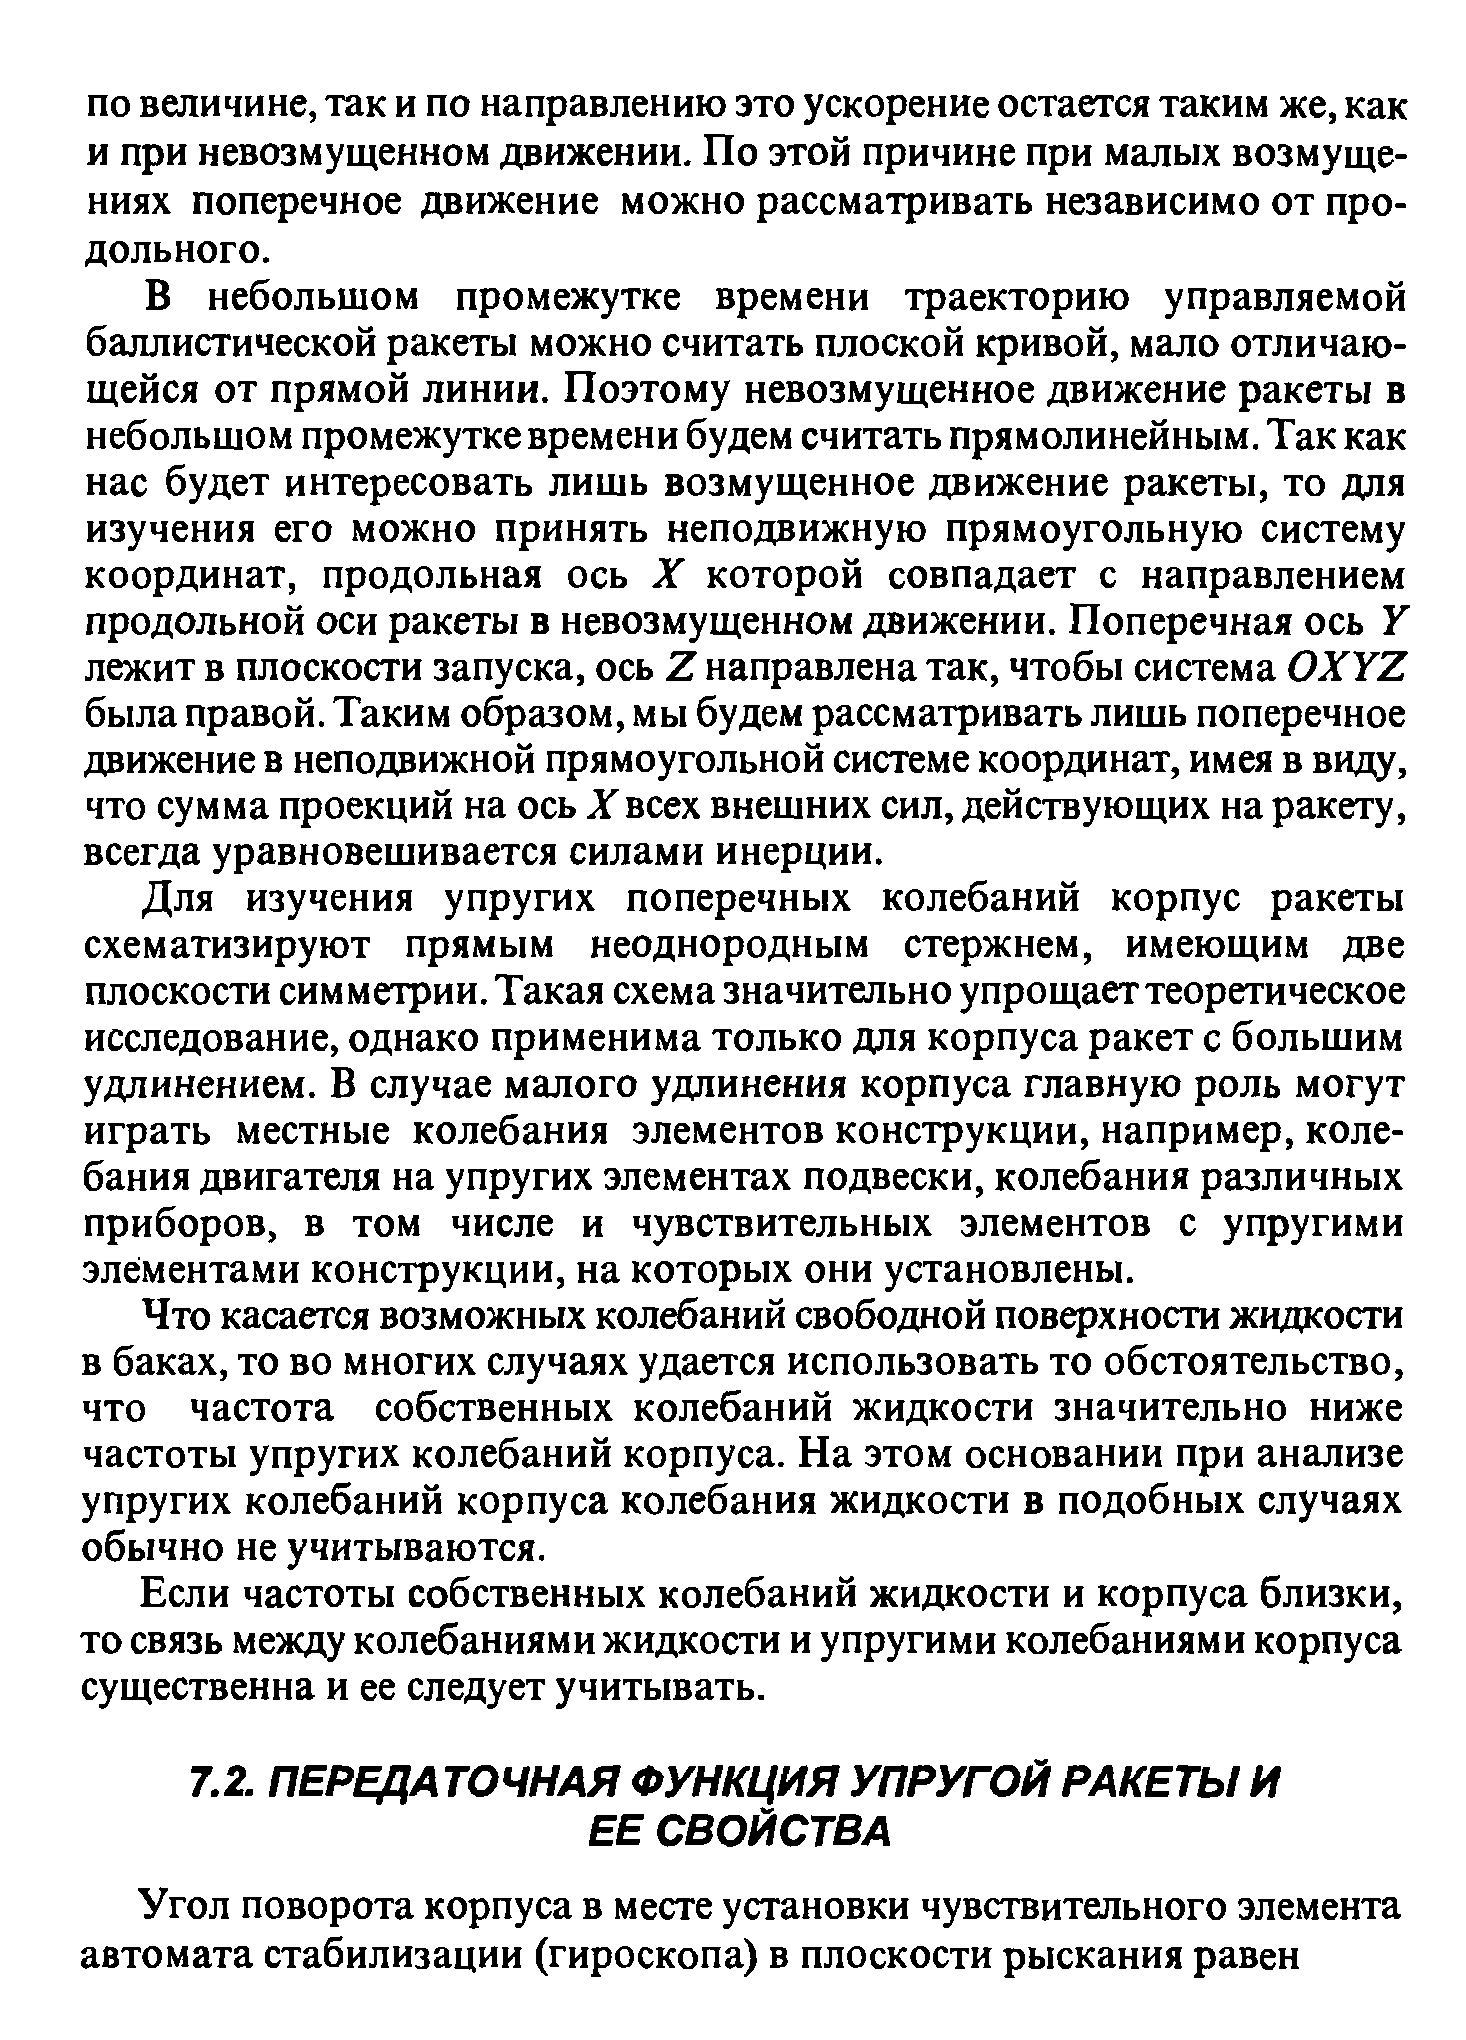 по величине, так и по направлению это ускорение остается таким же, как
и при невозмущенном движении. По этой причине при малых возмуще-
ниях поперечное движение можно рассматривать независимо от про-
дольного.
В небольшом промежутке времени траекторию управляемой
баллистической ракеты можно считать плоской кривой, мало отличаю-
щейся от прямой линии. Поэтому невозмущенное движение ракеты в
небольшом промежутке времени будем считать прямолинейным. Так как
нас будет интересовать лишь возмущенное движение ракеты, то для
изучения его можно принять неподвижную прямоугольную систему
координат, продольная ось X которой совпадает с направлением
продольной оси ракеты в невозмущенном движении. Поперечная ось Y
лежит в плоскости запуска, ось Z направлена так, чтобы система OXYZ
была правой. Таким образом, мы будем рассматривать лишь поперечное
движение в неподвижной прямоугольной системе координат, имея в виду,
что сумма проекций на ось X всех внешних сил, действующих на ракету,
всегда уравновешивается силами инерции.
Для изучения упругих поперечных колебаний корпус ракеты
схематизируют прямым неоднородным стержнем, имеющим две
плоскости симметрии. Такая схема значительно упрощает теоретическое
исследование, однако применима только для корпуса ракет с большим
удлинением. В случае малого удлинения корпуса главную роль могут
играть местные колебания элементов конструкции, например, коле-
бания двигателя на упругих элементах подвески, колебания различных
приборов, в том числе и чувствительных элементов с упругими
элементами конструкции, на которых они установлены.
Что касается возможных колебаний свободной поверхности жидкости
в баках, то во многих случаях удается использовать то обстоятельство,
что частота собственных колебаний жидкости значительно ниже
частоты упругих колебаний корпуса. На этом основании при анализе
упругих колебаний корпуса колебания жидкости в подобных случаях
обычно не учитываются.
Если частоты собственных колебаний жидкости и корпуса близки,
то связь между колебаниями жидкости и упругими колебаниями корпуса
существенна и ее следует учитывать.
7.2. ПЕРЕДАТОЧНАЯ ФУНКЦИЯ УПРУГОЙ РАКЕТЫ И
ЕЕ СВОЙСТВА
Угол поворота корпуса в месте установки чувствительного элемента
автомата стабилизации (гироскопа) в плоскости рыскания равен